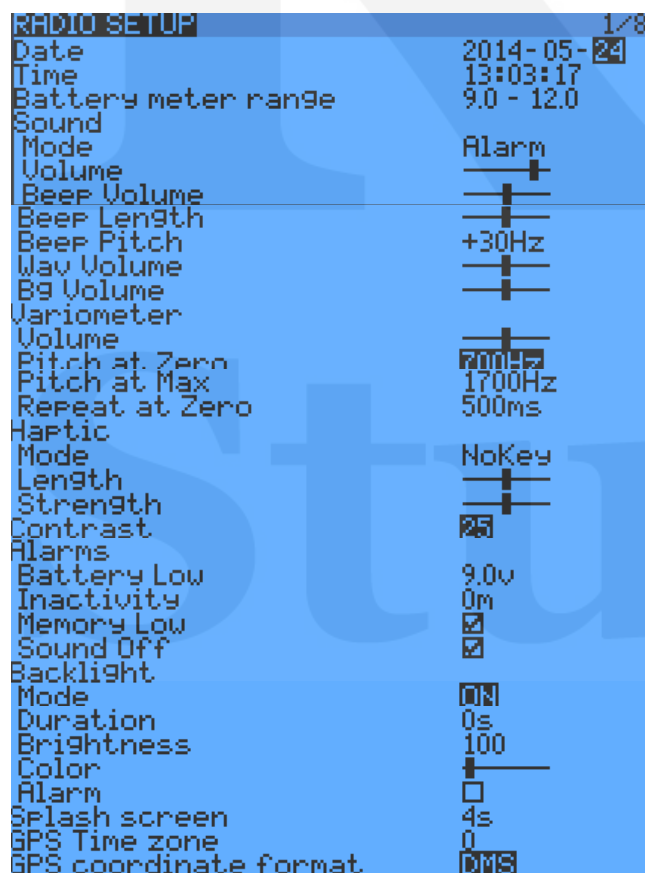 RADIO SETUP 1/8
Date 2014-05-24
Time 13:03:17
Battery meter range 9.0 - 12.0
Sound
Mode Alarm
Volume
Beep Volume
Beep Length
Beep Pitch +30Hz
Wav Volume
Bg Volume
Variometer
Volume
Pitch at Zero 700Hz
Pitch at Max 1700Hz
Repeat at Zero 500ms
Haptic
Mode NoKey
Length
Strength
Contrast 25
Alarms
Battery Low 9.0v
Inactivity 0m
Memory Low
Sound Off
Backlight
Mode ON
Duration 0s
Brightness 100
Color
Alarm
Splash screen 4s
GPS Time zone 0
GPS coordinate format DMS
Stu